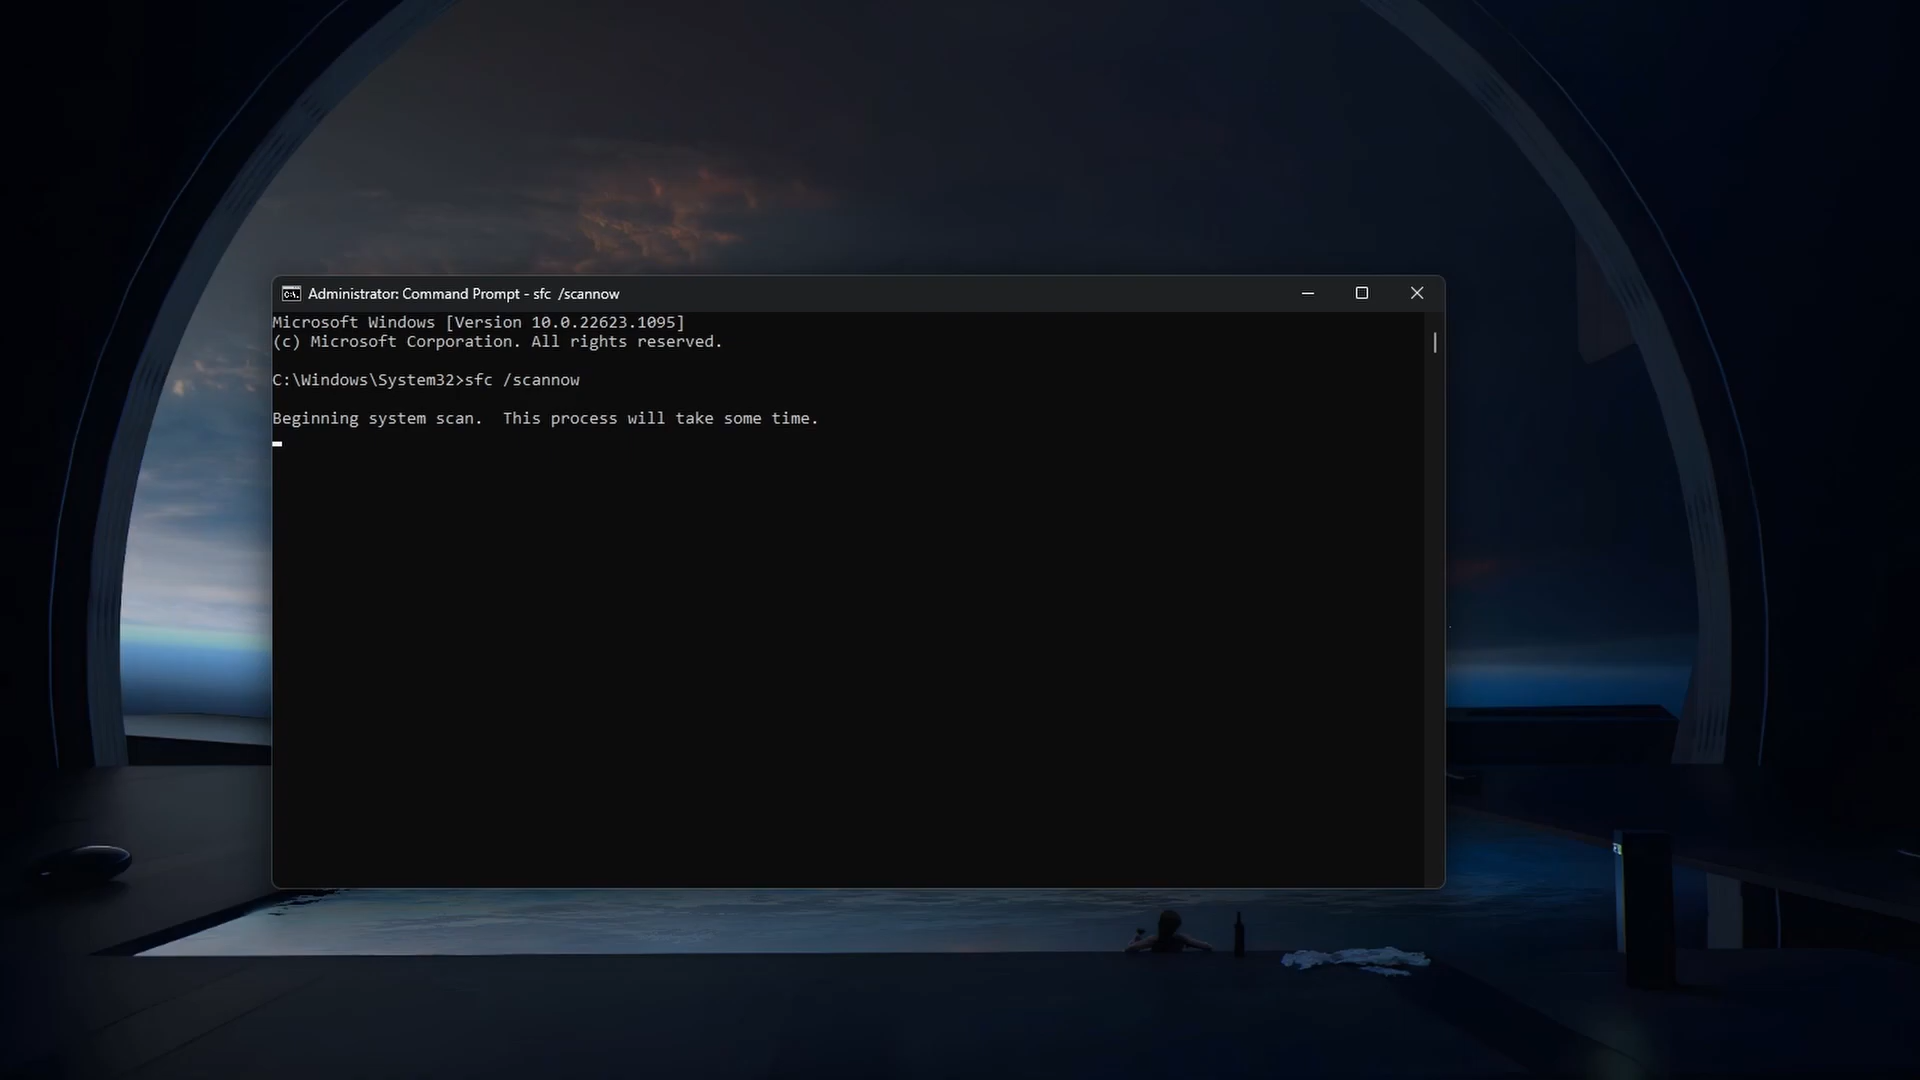 Administrator: Command Prompt - sfc  /scannow
Microsoft Windows [Version 10.0.22623.1095]
(c) Microsoft Corporation. All rights reserved.
C:\Windows\System32>sfc /scannow
Beginning system scan.  This process will take some time.